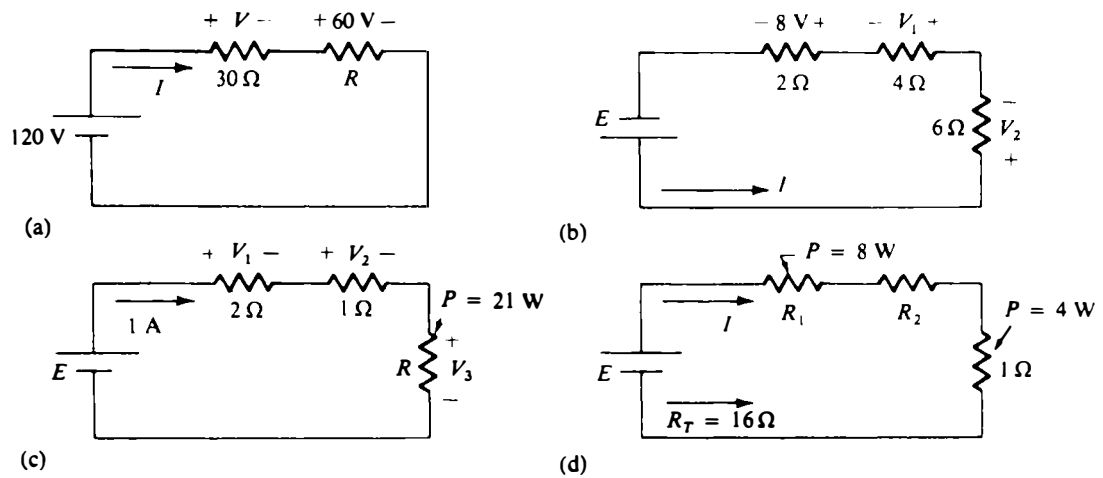 + V − + 60 V −
I 30 Ω R
120 V
(a)
− 8 V + − V₁ +
2 Ω 4 Ω
E 6 Ω − V₂ +
I
(b)
+ V₁ − + V₂ −
1 A 2 Ω 1 Ω P = 21 W
E R + V₃ −
(c)
P = 8 W
I R₁ R₂ P = 4 W
E 1 Ω
R_T = 16 Ω
(d)